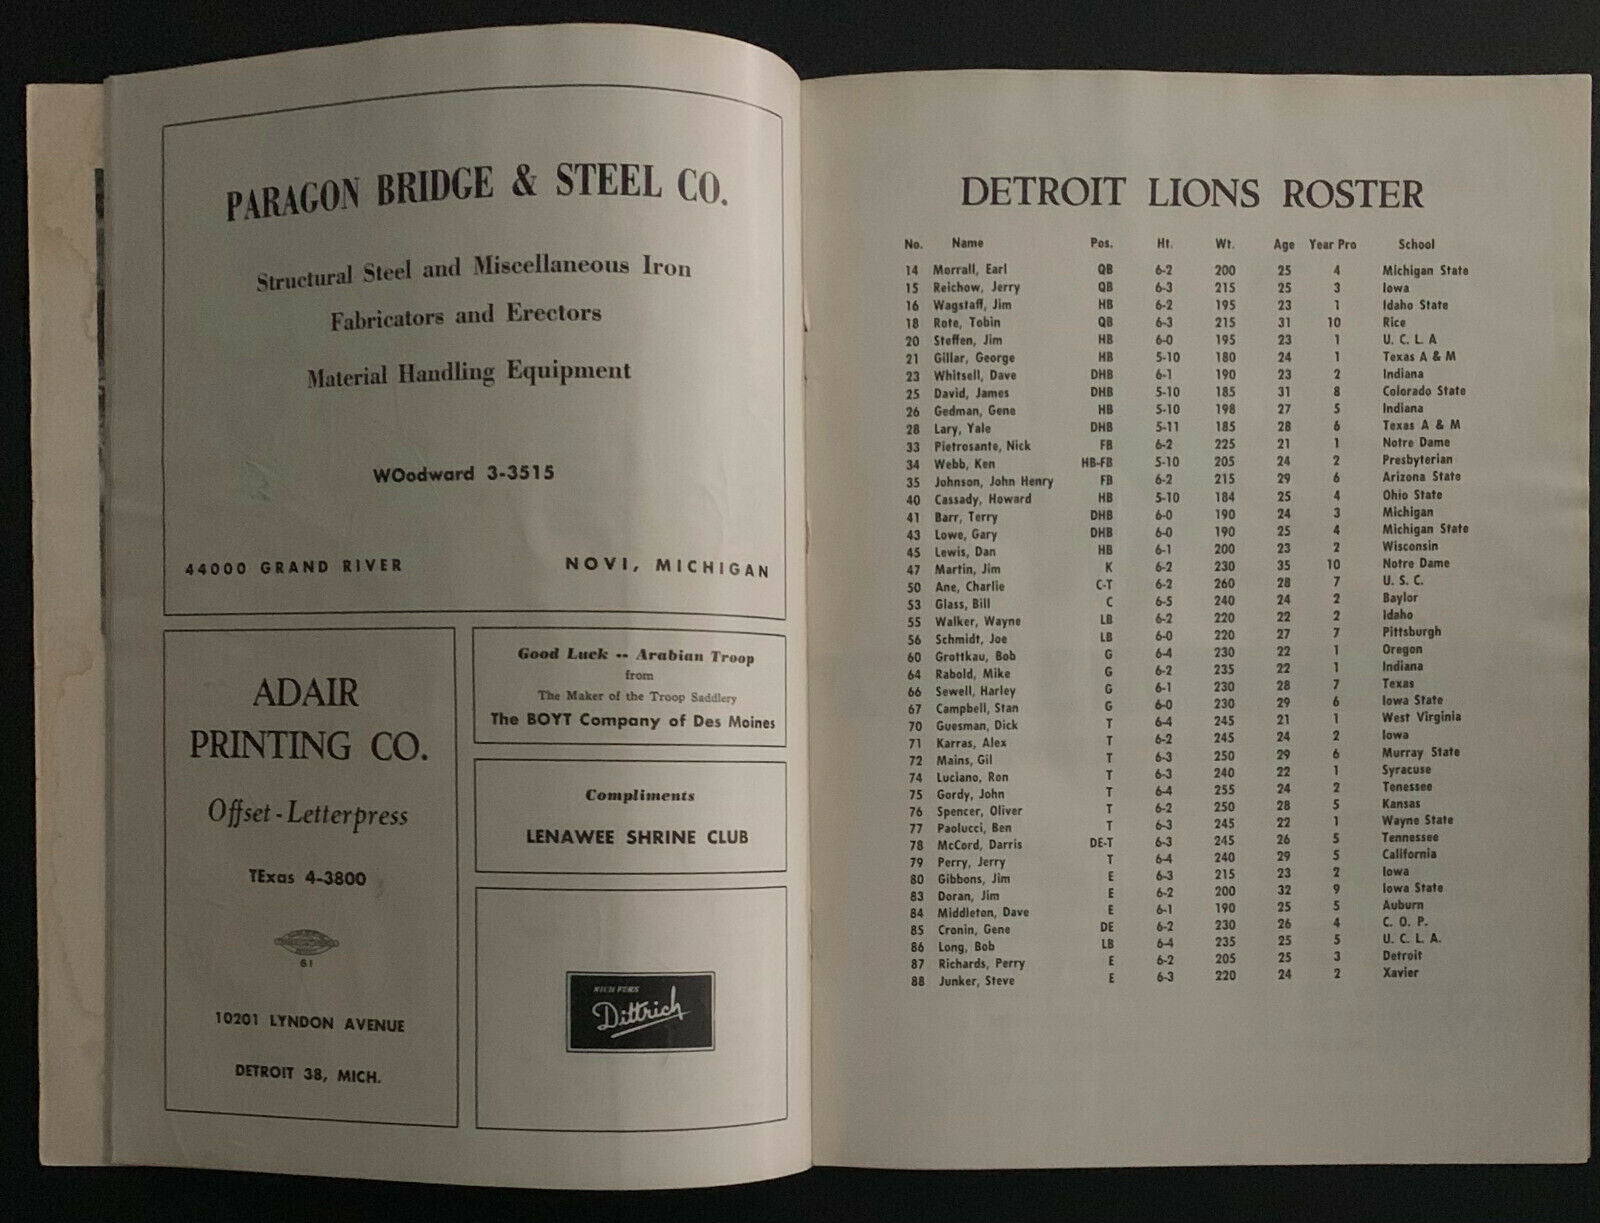 PARAGON BRIDGE & STEEL CO.
Structural Steel and Miscellaneous Iron
Fabricators and Erectors
Material Handling Equipment
WOodward 3-3515
44000 GRAND RIVER NOVI, MICHIGAN
ADAIR
PRINTING CO.
Offset - Letterpress
TExas 4-3800
61
10201 LYNDON AVENUE
DETROIT 38, MICH.
Good Luck -- Arabian Troop
from
The Maker of the Troop Saddlery
The BOYT Company of Des Moines
Compliments
LENAWEE SHRINE CLUB
RICH FURS
Dittrich
DETROIT LIONS ROSTER
No. Name Pos. Ht. Wt. Age Year Pro School
14 Morrall, Earl QB 6-2 200 25 4 Michigan State
15 Reichow, Jerry QB 6-3 215 25 3 Iowa
16 Wagstaff, Jim HB 6-2 195 23 1 Idaho State
18 Rote, Tobin QB 6-3 215 31 10 Rice
20 Steffen, Jim HB 6-0 195 23 1 U. C. L. A
21 Gillar, George HB 5-10 180 24 1 Texas A & M
23 Whitsell, Dave DHB 6-1 190 23 2 Indiana
25 David, James DHB 5-10 185 31 8 Colorado State
26 Gedman, Gene HB 5-10 198 27 5 Indiana
28 Lary, Yale DHB 5-11 185 28 6 Texas A & M
33 Pietrosante, Nick FB 6-2 225 21 1 Notre Dame
34 Webb, Ken HB-FB 5-10 205 24 2 Presbyterian
35 Johnson, John Henry FB 6-2 215 29 6 Arizona State
40 Cassady, Howard HB 5-10 184 25 4 Ohio State
41 Barr, Terry DHB 6-0 190 24 3 Michigan
43 Lowe, Gary DHB 6-0 190 25 4 Michigan State
45 Lewis, Dan HB 6-1 200 23 2 Wisconsin
47 Martin, Jim K 6-2 230 35 10 Notre Dame
50 Ane, Charlie C-T 6-2 260 28 7 U. S. C.
53 Glass, Bill C 6-5 240 24 2 Baylor
55 Walker, Wayne LB 6-2 220 22 2 Idaho
56 Schmidt, Joe LB 6-0 220 27 7 Pittsburgh
60 Grottkau, Bob G 6-4 230 22 1 Oregon
64 Rabold, Mike G 6-2 235 22 1 Indiana
66 Sewell, Harley G 6-1 230 28 7 Texas
67 Campbell, Stan G 6-0 230 29 6 Iowa State
70 Guesman, Dick T 6-4 245 21 1 West Virginia
71 Karras, Alex T 6-2 245 24 2 Iowa
72 Mains, Gil T 6-3 250 29 6 Murray State
74 Luciano, Ron T 6-3 240 22 1 Syracuse
75 Gordy, John T 6-4 255 24 2 Tenessee
76 Spencer, Oliver T 6-2 250 28 5 Kansas
77 Paolucci, Ben T 6-3 245 22 1 Wayne State
78 McCord, Darris DE-T 6-3 245 26 5 Tennessee
79 Perry, Jerry T 6-4 240 29 5 California
80 Gibbons, Jim E 6-3 215 23 2 Iowa
83 Doran, Jim E 6-2 200 32 9 Iowa State
84 Middleton, Dave E 6-1 190 25 5 Auburn
85 Cronin, Gene DE 6-2 230 26 4 C. O. P.
86 Long, Bob LB 6-4 235 25 5 U. C. L. A.
87 Richards, Perry E 6-2 205 25 3 Detroit
88 Junker, Steve E 6-3 220 24 2 Xavier